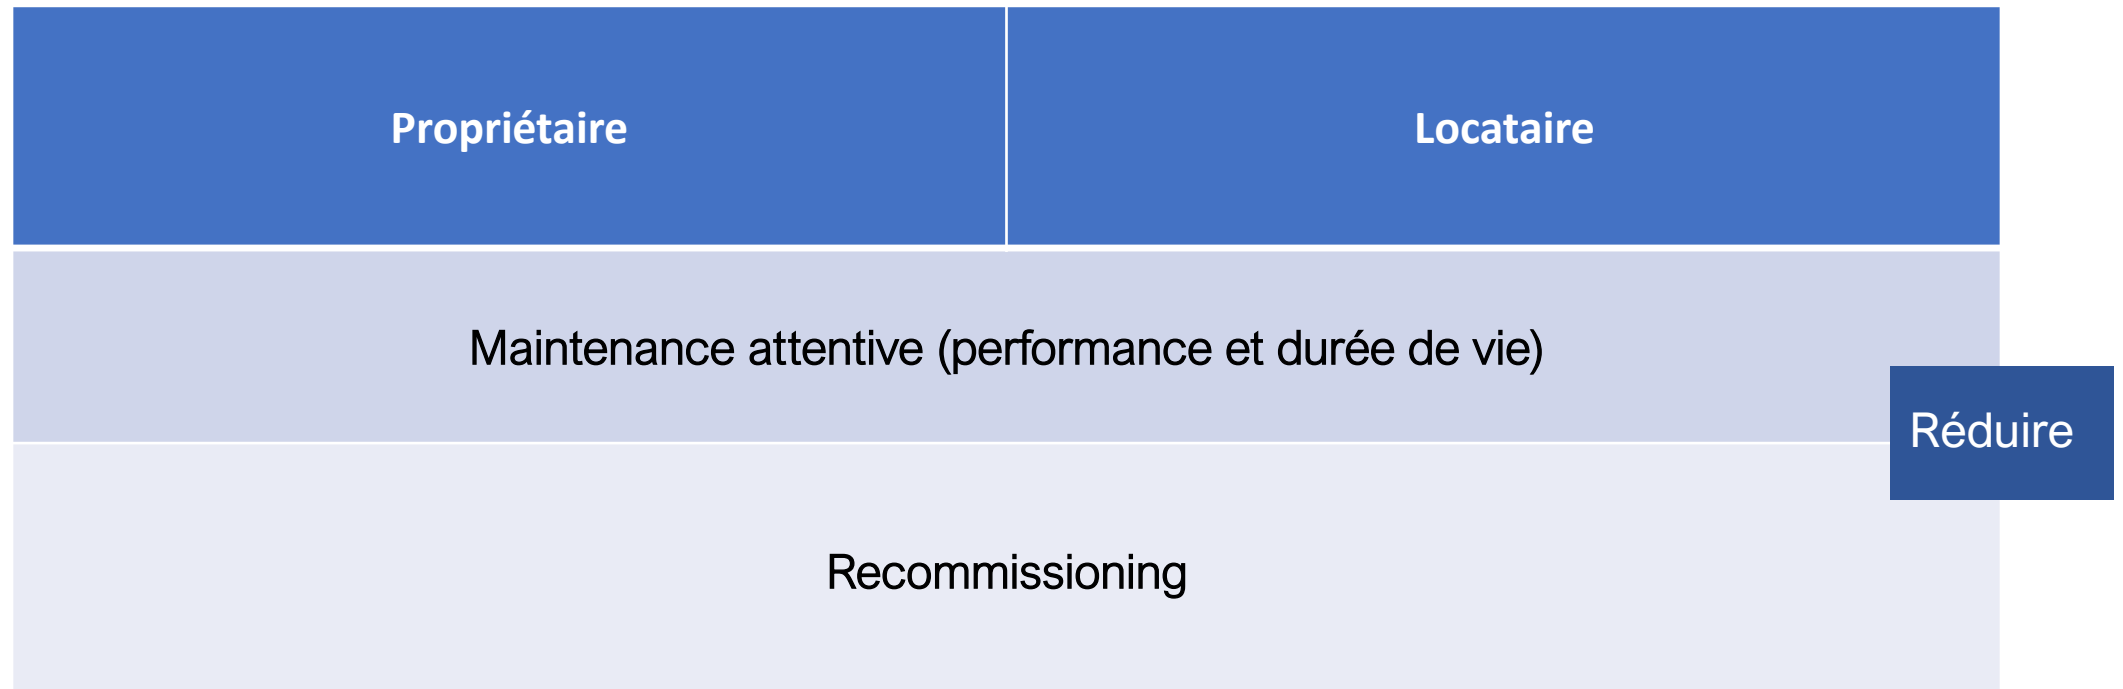 Propriétaire
Locataire
Maintenance attentive (performance et durée de vie)
Réduire
Recommissioning